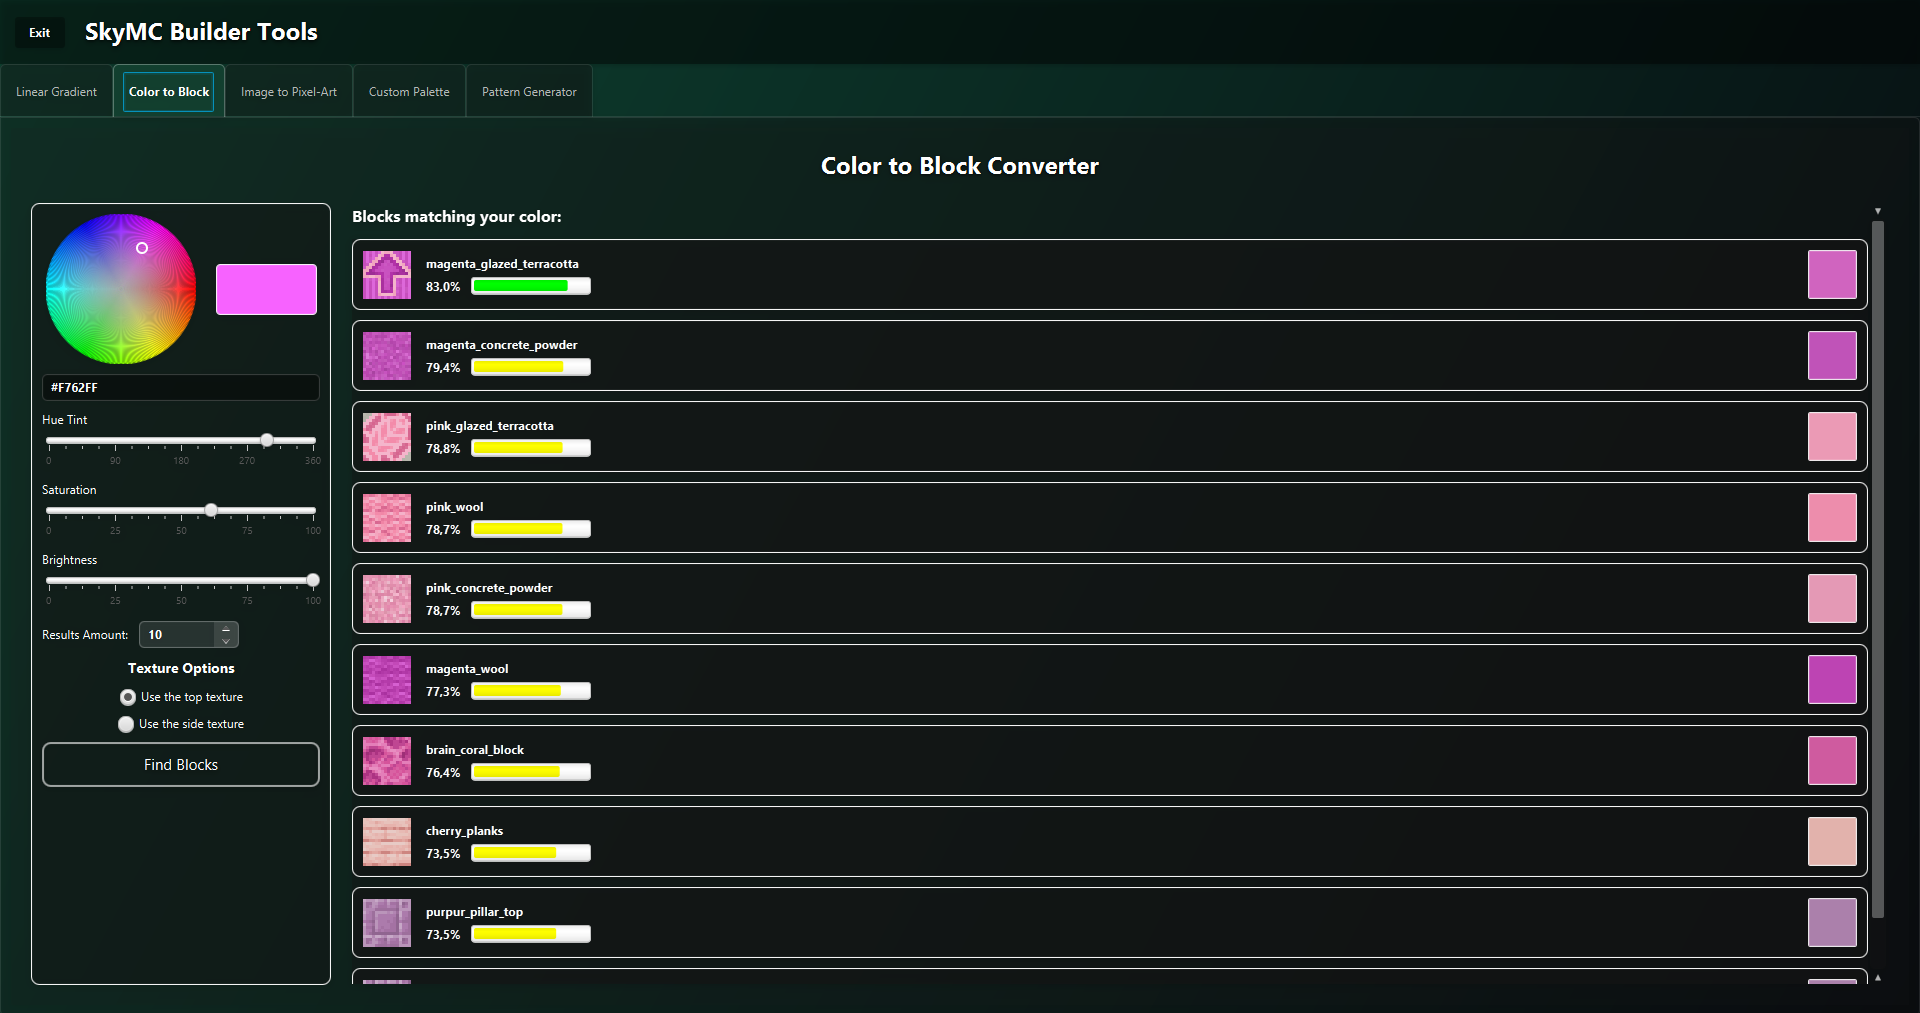 Exit
SkyMC Builder Tools
Linear Gradient
Color to Block
Image to Pixel-Art
Custom Palette
Pattern Generator
Color to Block Converter
#F762FF
Hue Tint
0 90 180 270 360
Saturation
0 25 50 75 100
Brightness
0 25 50 75 100
Results Amount: 10
Texture Options
Use the top texture
Use the side texture
Find Blocks
Blocks matching your color:
magenta_glazed_terracotta
83,0%
magenta_concrete_powder
79,4%
pink_glazed_terracotta
78,8%
pink_wool
78,7%
pink_concrete_powder
78,7%
magenta_wool
77,3%
brain_coral_block
76,4%
cherry_planks
73,5%
purpur_pillar_top
73,5%